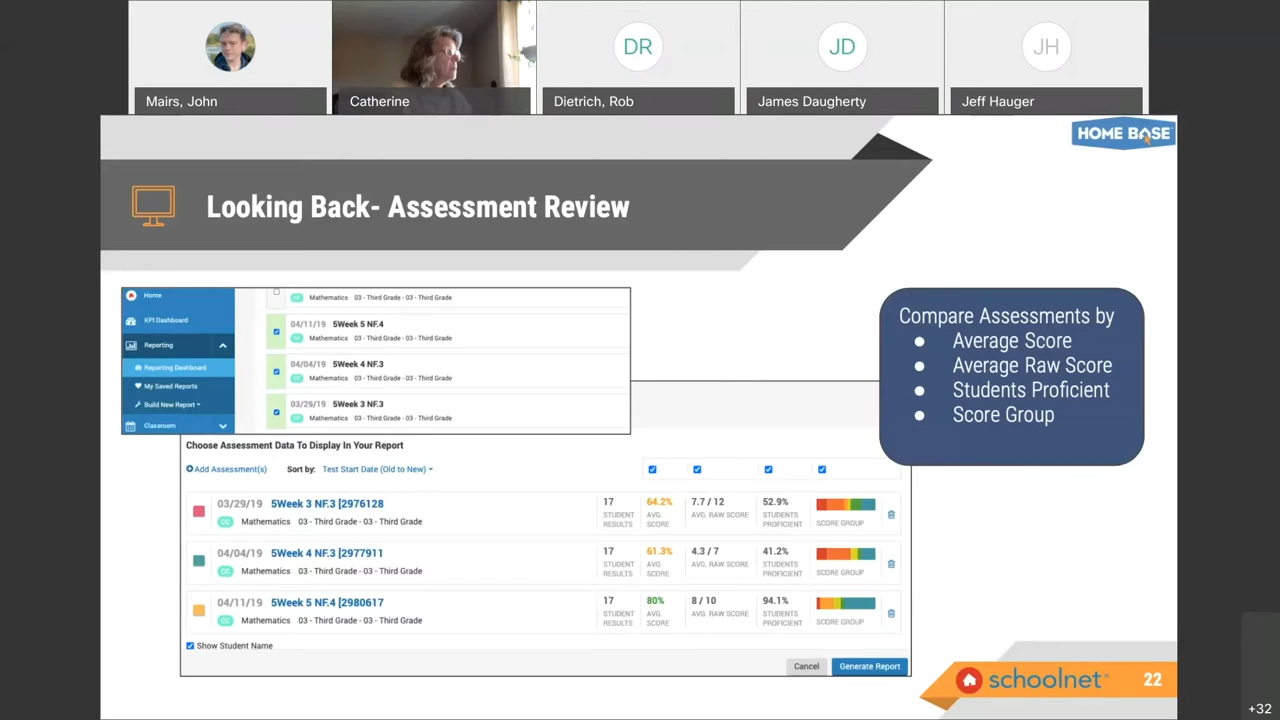 DR
JD
JH
Mairs, John
Catherine
Dietrich, Rob
James Daugherty
Jeff Hauger
HOME BASE
Looking Back- Assessment Review
Home
KPI Dashboard
Reporting
Reporting Dashboard
My Saved Reports
Build New Report
Classroom
CC Mathematics 03 - Third Grade - 03 - Third Grade
04/11/19 5Week 5 NF.4
CC Mathematics 03 - Third Grade - 03 - Third Grade
04/04/19 5Week 4 NF.3
CC Mathematics 03 - Third Grade - 03 - Third Grade
03/29/19 5Week 3 NF.3
CC Mathematics 03 - Third Grade - 03 - Third Grade
Compare Assessments by
● Average Score
● Average Raw Score
● Students Proficient
● Score Group
Choose Assessment Data To Display In Your Report
Add Assessment(s) Sort by: Test Start Date (Old to New)
03/29/19 5Week 3 NF.3 [2976128
CC Mathematics 03 - Third Grade - 03 - Third Grade
17 STUDENT RESULTS
64.2% AVG. SCORE
7.7 / 12 AVG. RAW SCORE
52.9% STUDENTS PROFICIENT
SCORE GROUP
04/04/19 5Week 4 NF.3 [2977911
CC Mathematics 03 - Third Grade - 03 - Third Grade
17 STUDENT RESULTS
61.3% AVG. SCORE
4.3 / 7 AVG. RAW SCORE
41.2% STUDENTS PROFICIENT
SCORE GROUP
04/11/19 5Week 5 NF.4 [2980617
CC Mathematics 03 - Third Grade - 03 - Third Grade
17 STUDENT RESULTS
80% AVG. SCORE
8 / 10 AVG. RAW SCORE
94.1% STUDENTS PROFICIENT
SCORE GROUP
Show Student Name
Cancel Generate Report
schoolnet 22
+32